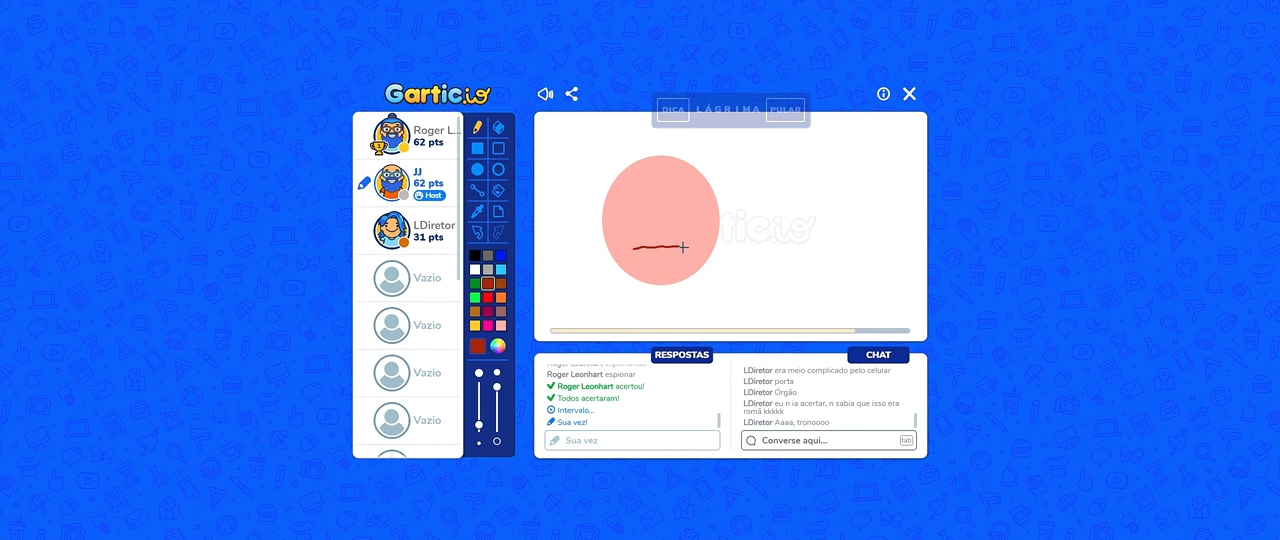 Gartic.io
DICA LÁGRIMA PULAR
Roger L...
62 pts
JJ
62 pts
Host
LDiretor
31 pts
Vazio
Vazio
Vazio
Vazio
tic.io
RESPOSTAS
Roger Leonhart espionar
Roger Leonhart acertou!
Todos acertaram!
Intervalo...
Sua vez!
Sua vez
CHAT
LDiretor era meio complicado pelo celular
LDiretor porta
LDiretor Órgão
LDiretor eu n ia acertar, n sabia que isso era
romã kkkkk
LDiretor Aaaa, tronoooo
Converse aqui...
tab